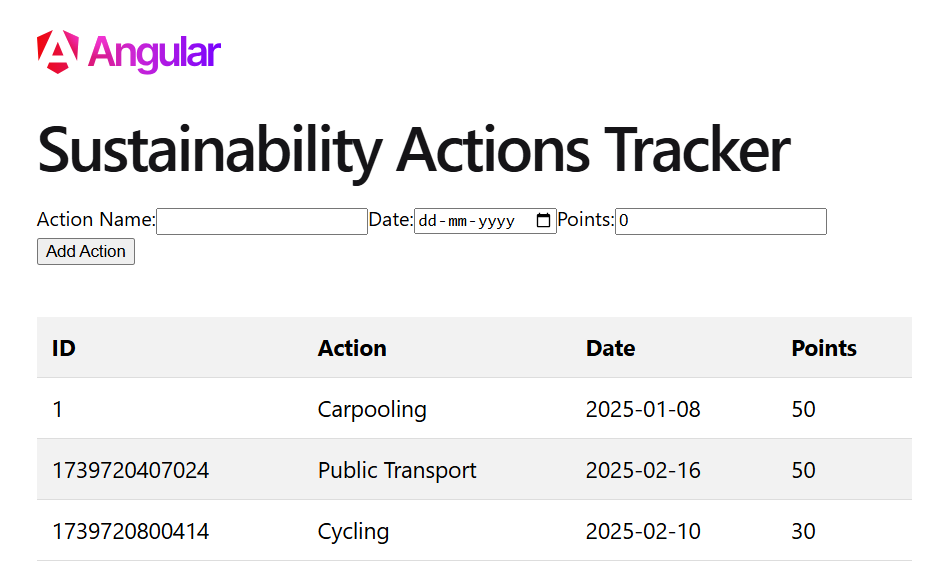 Angular
Sustainability Actions Tracker
Action Name: Date: dd-mm-yyyy Points: 0
Add Action
ID Action Date Points
1 Carpooling 2025-01-08 50
1739720407024 Public Transport 2025-02-16 50
1739720800414 Cycling 2025-02-10 30